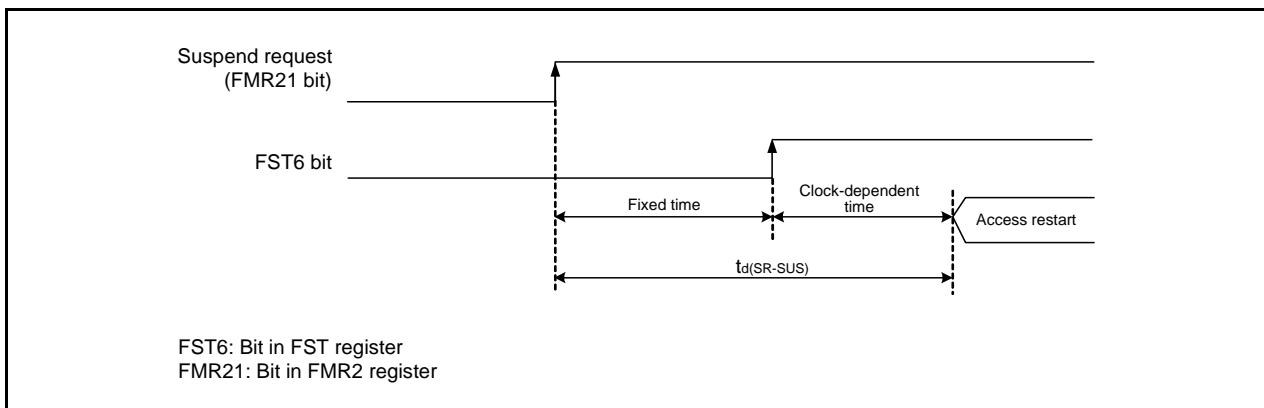 Suspend request
(FMR21 bit)
FST6 bit
Fixed time
Clock-dependent
time
Access restart
td(SR-SUS)
FST6: Bit in FST register
FMR21: Bit in FMR2 register